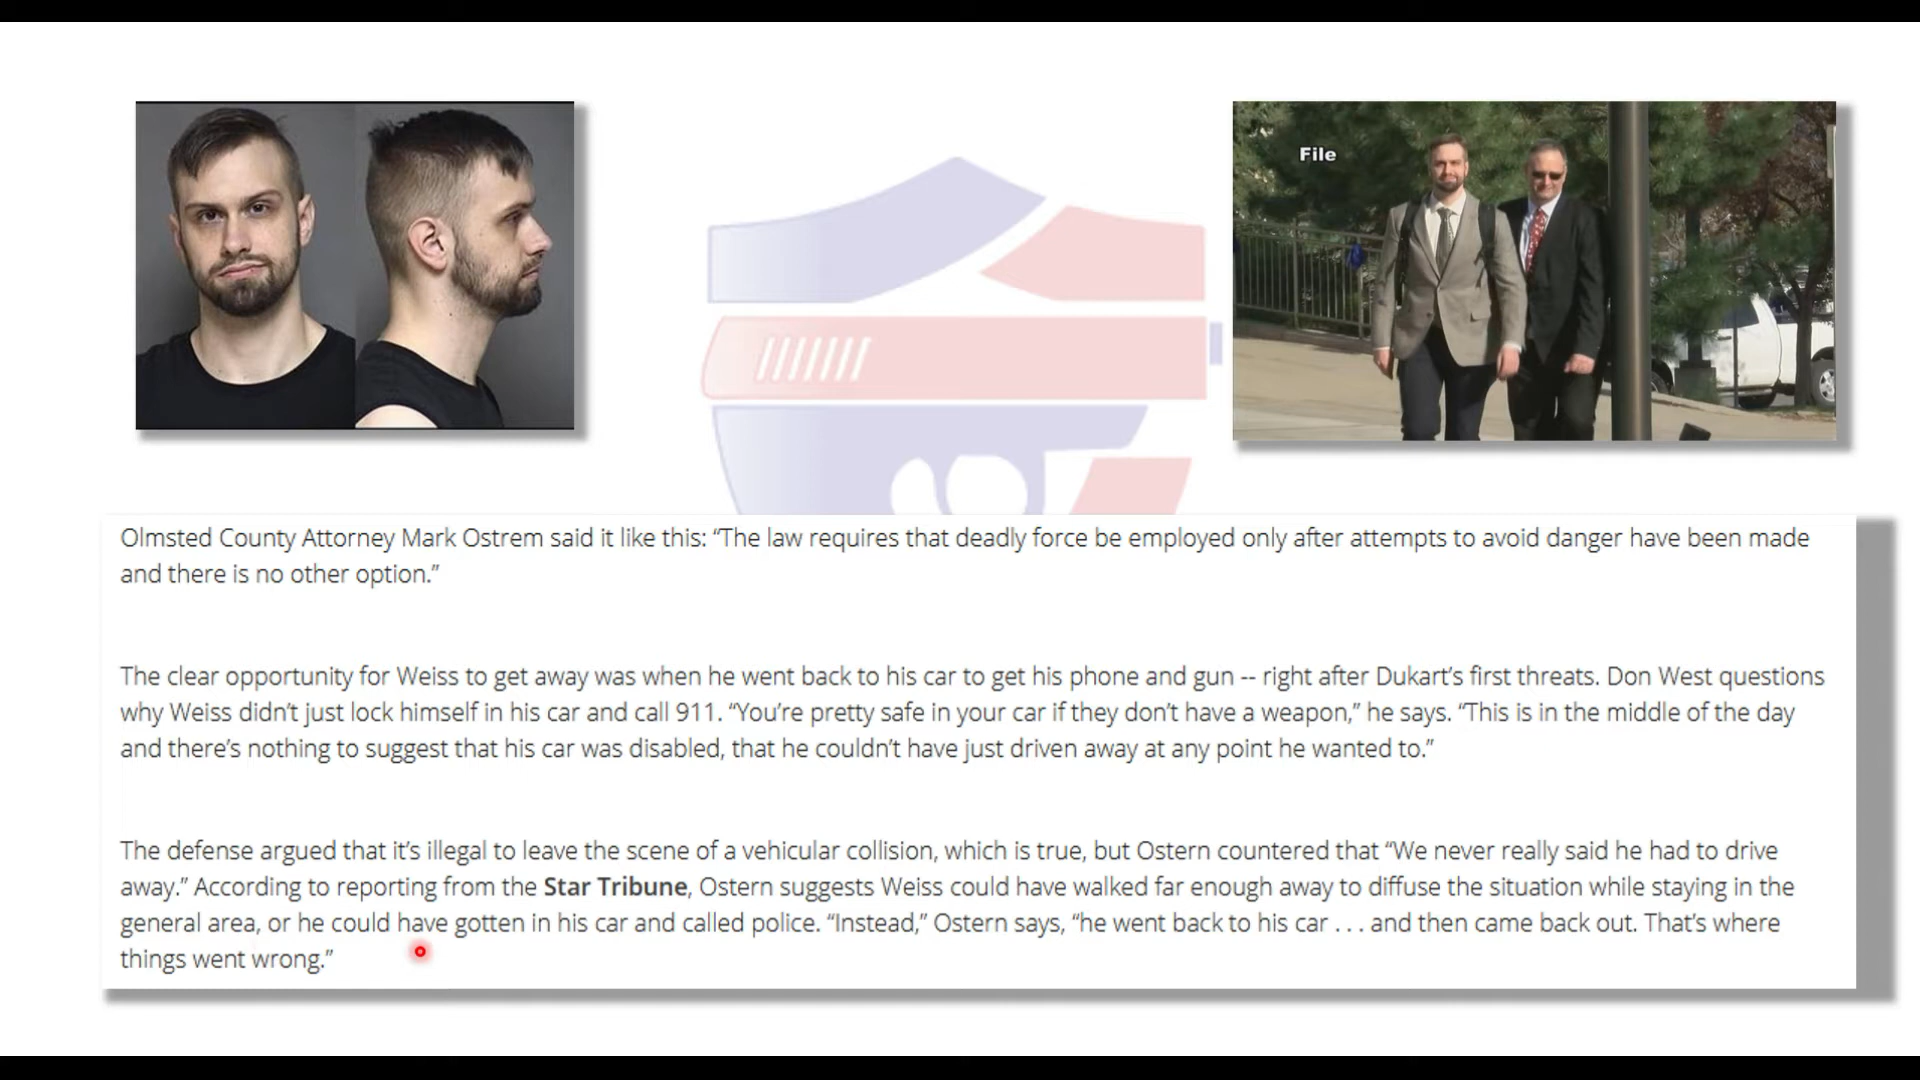 File
Olmsted County Attorney Mark Ostrem said it like this: “The law requires that deadly force be employed only after attempts to avoid danger have been made
and there is no other option.”
The clear opportunity for Weiss to get away was when he went back to his car to get his phone and gun -- right after Dukart’s first threats. Don West questions
why Weiss didn’t just lock himself in his car and call 911. “You’re pretty safe in your car if they don’t have a weapon,” he says. “This is in the middle of the day
and there’s nothing to suggest that his car was disabled, that he couldn’t have just driven away at any point he wanted to.”
The defense argued that it’s illegal to leave the scene of a vehicular collision, which is true, but Ostern countered that “We never really said he had to drive
away.” According to reporting from the Star Tribune, Ostern suggests Weiss could have walked far enough away to diffuse the situation while staying in the
general area, or he could have gotten in his car and called police. “Instead,” Ostern says, “he went back to his car . . . and then came back out. That’s where
things went wrong.”